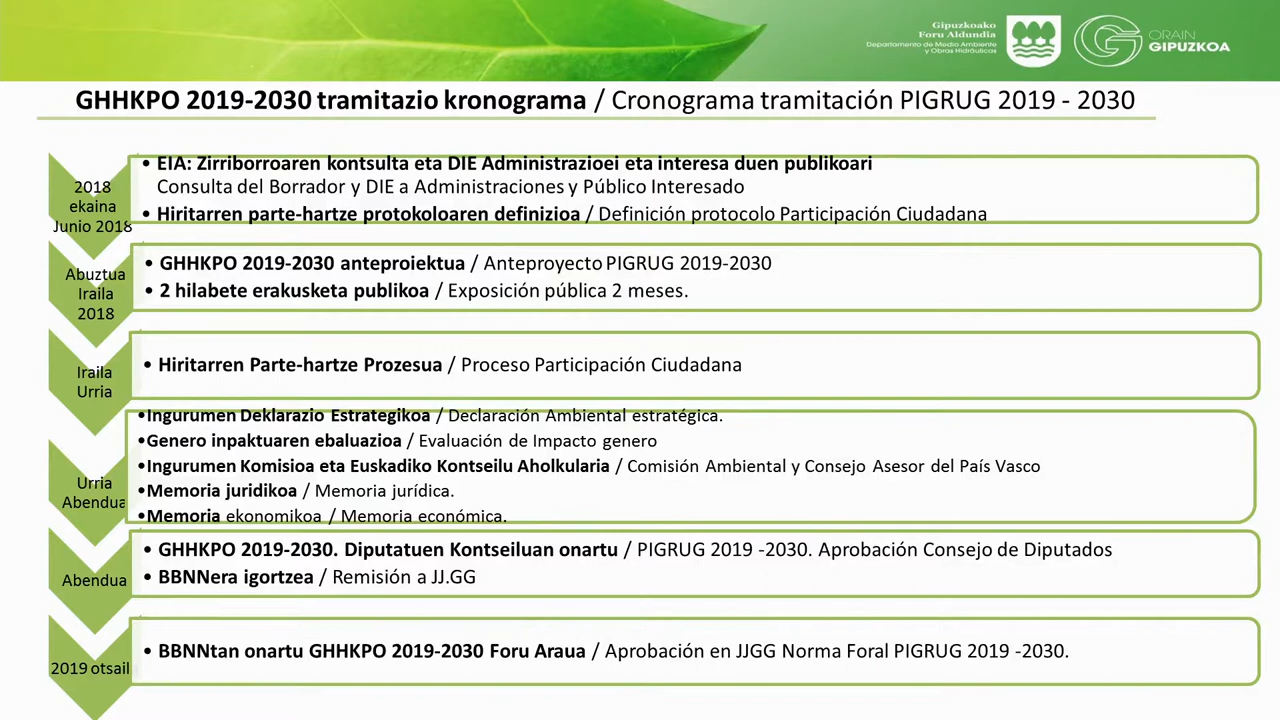 Gipuzkoako
Foru Aldundia
Departamento de Medio Ambiente
y Obras Hidráulicas
ORAIN
GIPUZKOA
GHHKPO 2019-2030 tramitazio kronograma / Cronograma tramitación PIGRUG 2019 - 2030
2018
ekaina
Junio 2018
• EIA: Zirriborroaren kontsulta eta DIE Administrazioei eta interesa duen publikoari
Consulta del Borrador y DIE a Administraciones y Público Interesado
• Hiritarren parte-hartze protokoloaren definizioa / Definición protocolo Participación Ciudadana
Abuztua
Iraila
2018
• GHHKPO 2019-2030 anteproiektua / Anteproyecto PIGRUG 2019-2030
• 2 hilabete erakusketa publikoa / Exposición pública 2 meses.
Iraila
Urria
• Hiritarren Parte-hartze Prozesua / Proceso Participación Ciudadana
Urria
Abendua
•Ingurumen Deklarazio Estrategikoa / Declaración Ambiental estratégica.
•Genero inpaktuaren ebaluazioa / Evaluación de Impacto genero
•Ingurumen Komisioa eta Euskadiko Kontseilu Aholkularia / Comisión Ambiental y Consejo Asesor del País Vasco
•Memoria juridikoa / Memoria jurídica.
•Memoria ekonomikoa / Memoria económica.
Abendua
• GHHKPO 2019-2030. Diputatuen Kontseiluan onartu / PIGRUG 2019 -2030. Aprobación Consejo de Diputados
• BBNNera igortzea / Remisión a JJ.GG
2019 otsail
• BBNNtan onartu GHHKPO 2019-2030 Foru Araua / Aprobación en JJGG Norma Foral PIGRUG 2019 -2030.